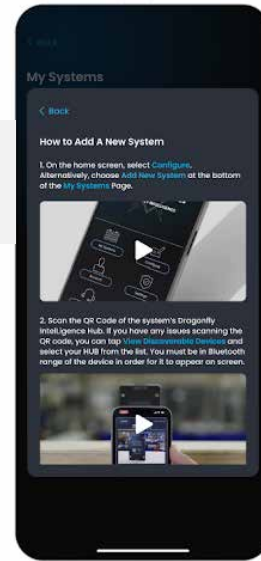 My Systems
Back
How to Add A New System
1. On the home screen, select Configure.
Alternatively, choose Add New System at the bottom
of the My Systems Page.
2. Scan the QR Code of the system's Dragonfly
IntelLigence Hub. If you have any issues scanning the
QR code, you can tap View Discoverable Devices and
select your HUB from the list. You must be in Bluetooth
range of the device in order for it to appear on screen.